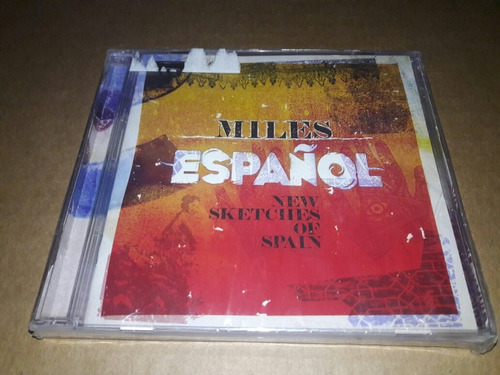 MILES
ESPAÑOL
NEW
SKETCHES
OF
SPAIN